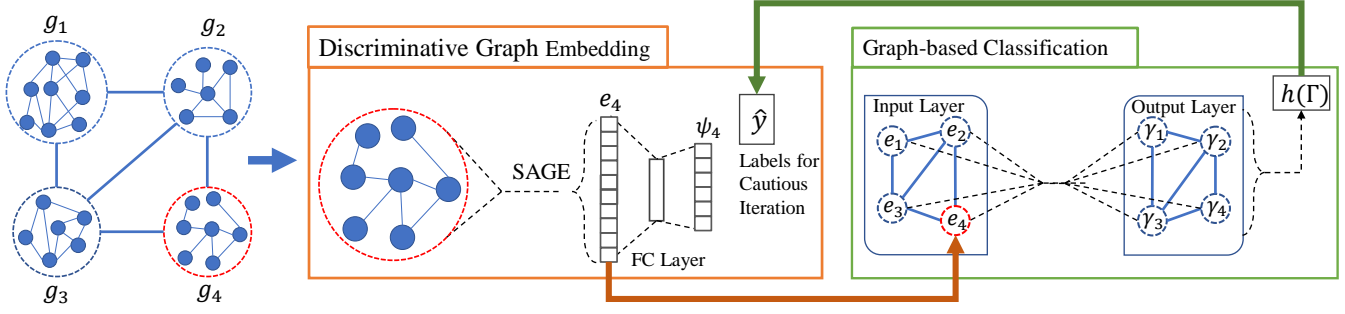 g₁
g₂
g₃
g₄
Discriminative Graph Embedding
SAGE
e₄
FC Layer
ψ₄
ŷ
Labels for
Cautious
Iteration
Graph-based Classification
Input Layer
e₁
e₂
e₃
e₄
Output Layer
γ₁
γ₂
γ₃
γ₄
h(Γ)